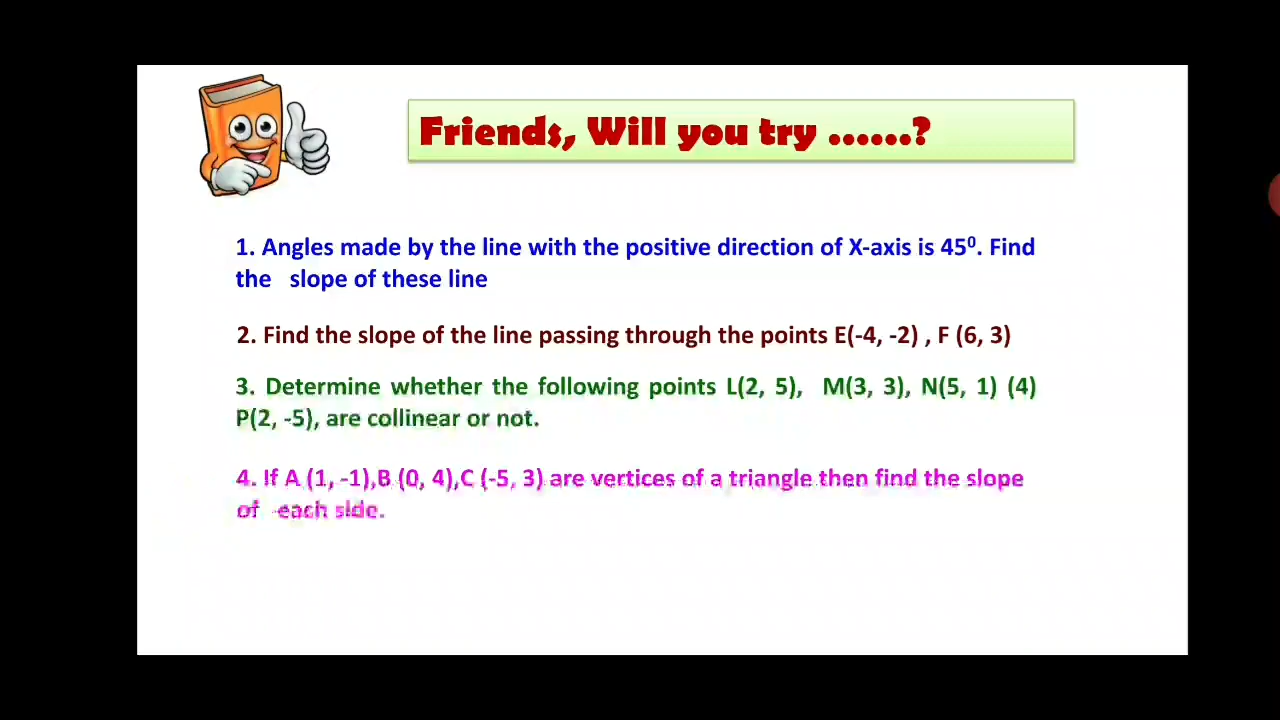 Friends, Will you try ......?
1. Angles made by the line with the positive direction of X-axis is 45⁰. Find
the slope of these line
2. Find the slope of the line passing through the points E(-4, -2) , F (6, 3)
3. Determine whether the following points L(2, 5), M(3, 3), N(5, 1) (4)
P(2, -5), are collinear or not.
4. If A (1, -1),B (0, 4),C (-5, 3) are vertices of a triangle then find the slope
of each side.